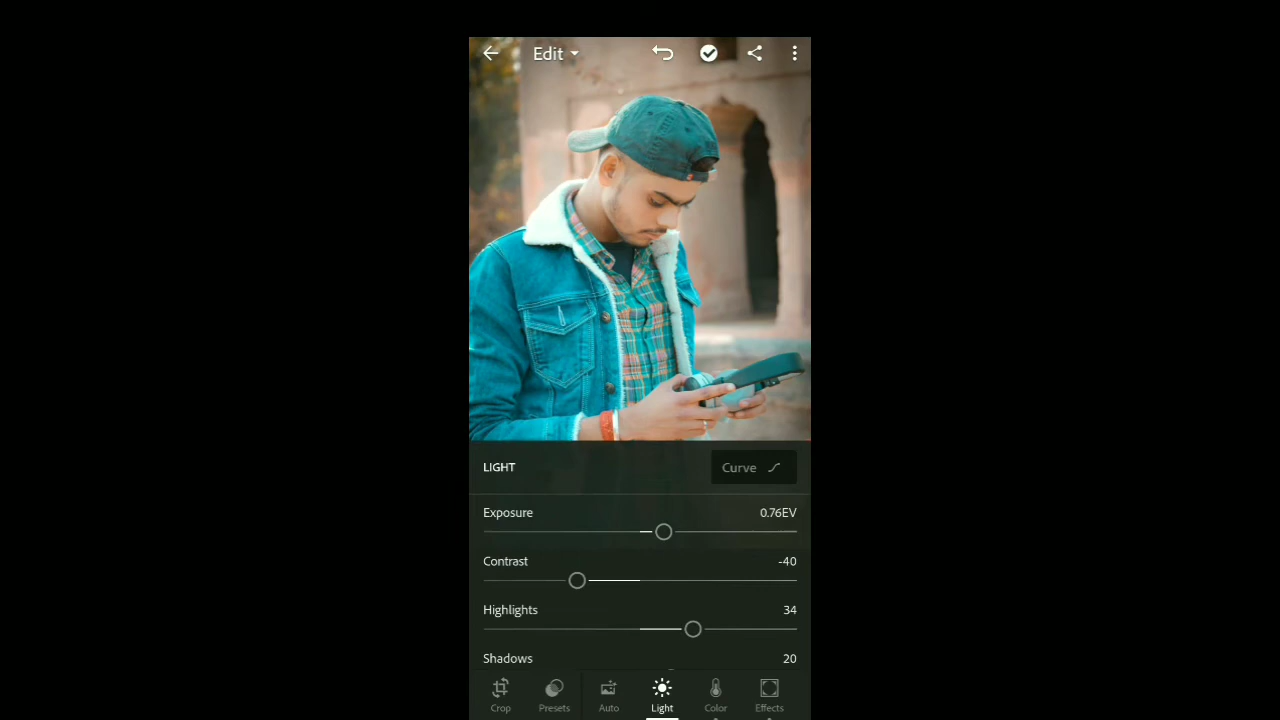 Edit
LIGHT
Curve
Exposure 0.76EV
Contrast -40
Highlights 34
Shadows 20
Crop Presets Auto Light Color Effects